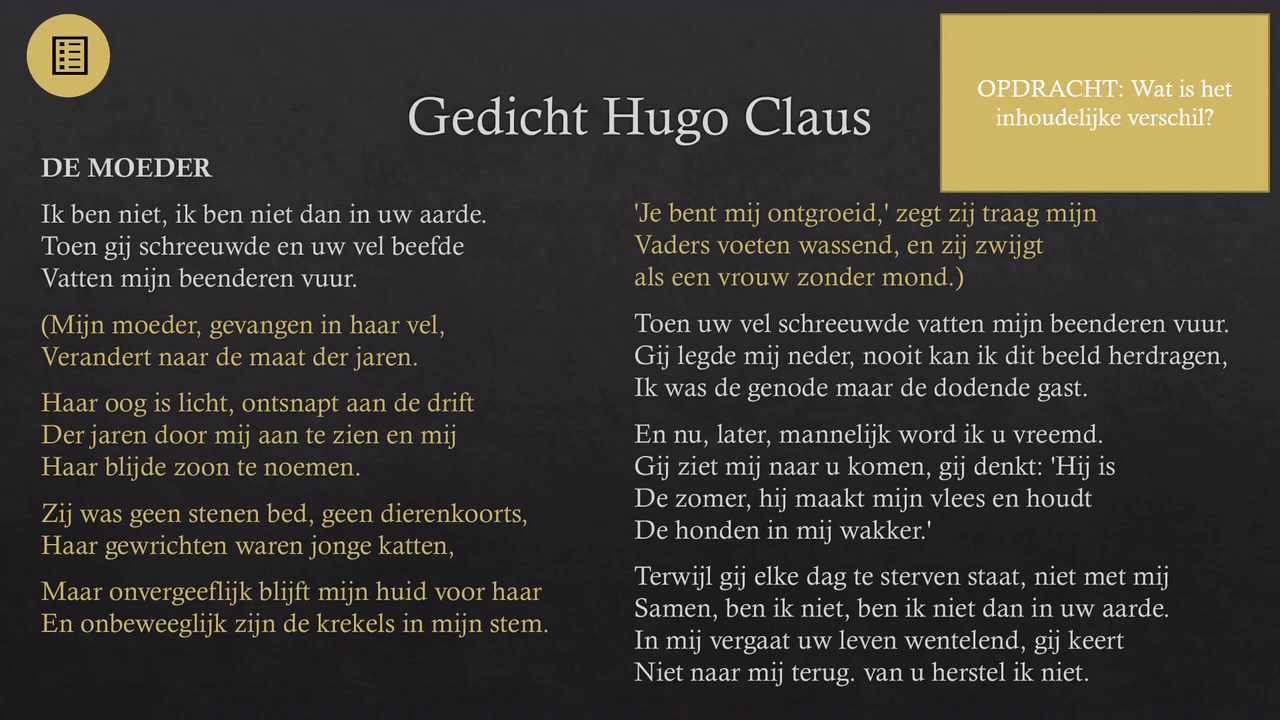 OPDRACHT: Wat is het
inhoudelijke verschil?
Gedicht Hugo Claus
DE MOEDER
Ik ben niet, ik ben niet dan in uw aarde.
Toen gij schreeuwde en uw vel beefde
Vatten mijn beenderen vuur.
(Mijn moeder, gevangen in haar vel,
Verandert naar de maat der jaren.
Haar oog is licht, ontsnapt aan de drift
Der jaren door mij aan te zien en mij
Haar blijde zoon te noemen.
Zij was geen stenen bed, geen dierenkoorts,
Haar gewrichten waren jonge katten,
Maar onvergeeflijk blijft mijn huid voor haar
En onbeweeglijk zijn de krekels in mijn stem.
'Je bent mij ontgroeid,' zegt zij traag mijn
Vaders voeten wassend, en zij zwijgt
als een vrouw zonder mond.)
Toen uw vel schreeuwde vatten mijn beenderen vuur.
Gij legde mij neder, nooit kan ik dit beeld herdragen,
Ik was de genode maar de dodende gast.
En nu, later, mannelijk word ik u vreemd.
Gij ziet mij naar u komen, gij denkt: 'Hij is
De zomer, hij maakt mijn vlees en houdt
De honden in mij wakker.'
Terwijl gij elke dag te sterven staat, niet met mij
Samen, ben ik niet, ben ik niet dan in uw aarde.
In mij vergaat uw leven wentelend, gij keert
Niet naar mij terug. van u herstel ik niet.